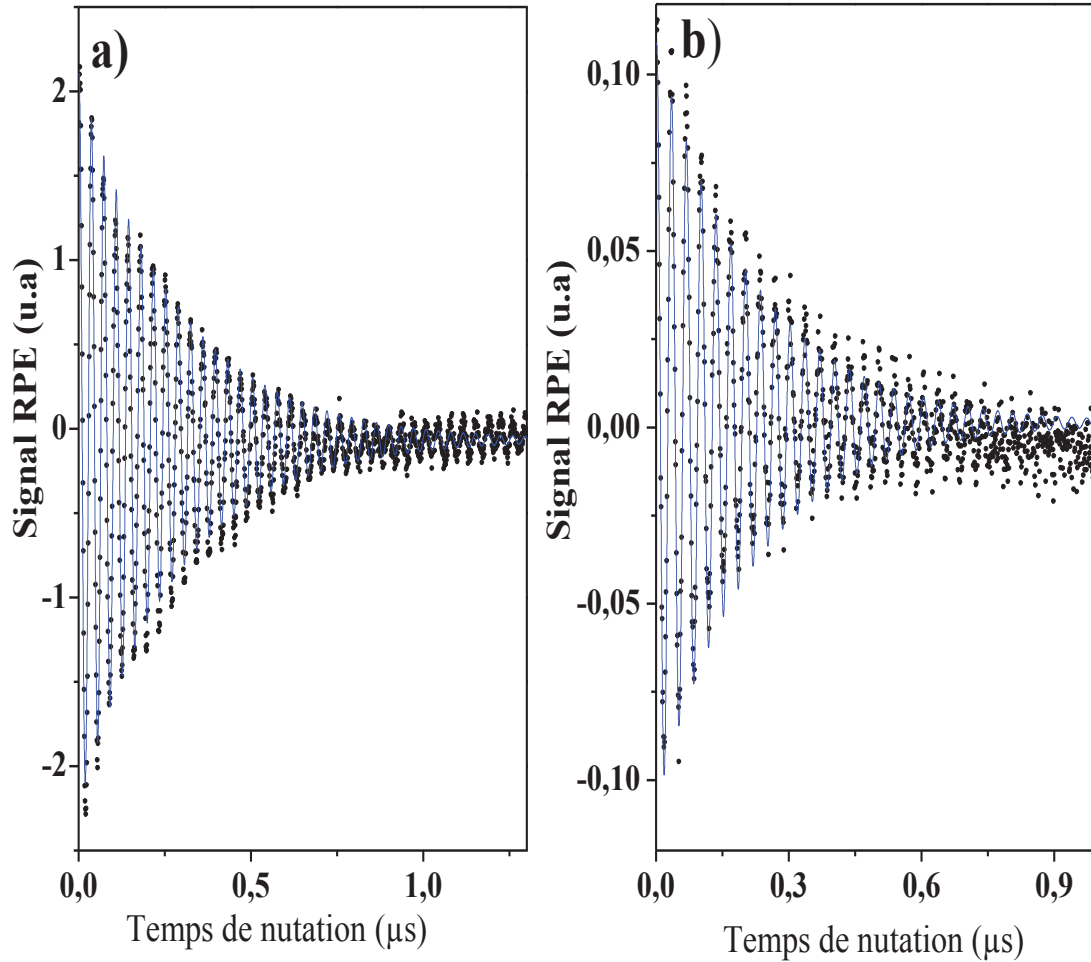 a)
2
1
0
-1
-2
Signal RPE (u.a)
0,0
0,5
1,0
Temps de nutation (µs)
b)
0,10
0,05
0,00
-0,05
-0,10
Signal RPE (u.a)
0,0
0,3
0,6
0,9
Temps de nutation (µs)